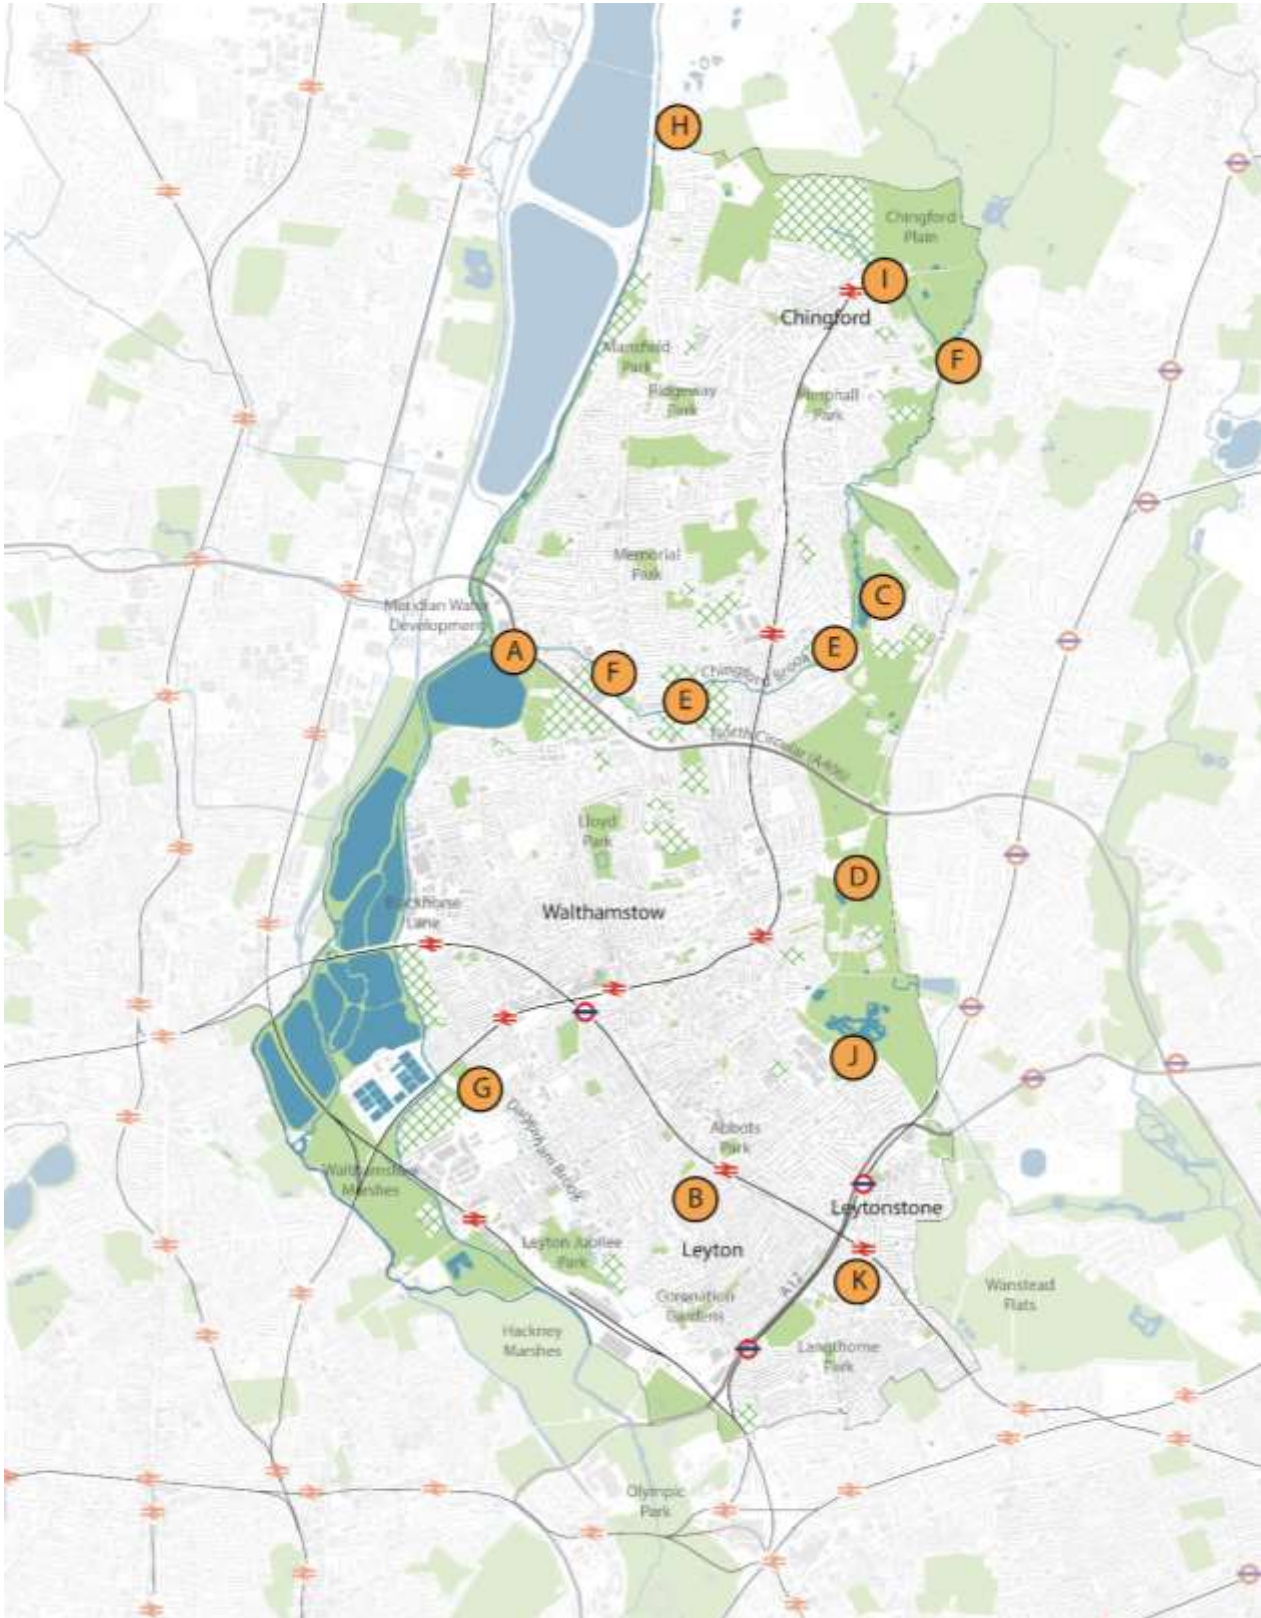 H
Chingford
Plain
I
Chingford
F
Mansfield
Park
Ridgeway
Park
Pimphall
Park
Memorial
Park
C
Meridian Water
Development
A
F
E
E
Chingford Brook
North Circular (A406)
Lloyd
Park
D
Blackhorse
Lane
Walthamstow
J
G
Dagenham Brook
Abbots
Park
Walthamstow
Marshes
B
Leytonstone
Leyton Jubilee
Park
Leyton
K
A12
Coronation
Gardens
Wanstead
Flats
Hackney
Marshes
Langthorne
Park
Olympic
Park